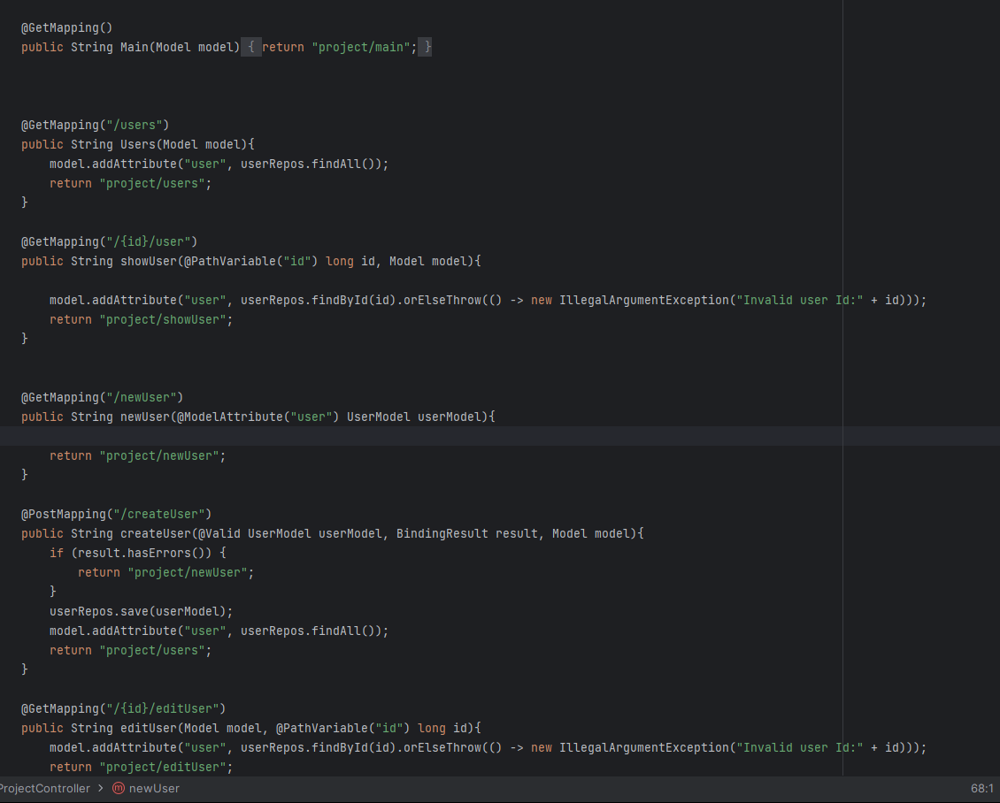 @GetMapping()
public String Main(Model model) { return "project/main"; }
@GetMapping("/users")
public String Users(Model model){
    model.addAttribute("user", userRepos.findAll());
    return "project/users";
}
@GetMapping("/{id}/user")
public String showUser(@PathVariable("id") long id, Model model){
    model.addAttribute("user", userRepos.findById(id).orElseThrow(() -> new IllegalArgumentException("Invalid user Id:" + id)));
    return "project/showUser";
}
@GetMapping("/newUser")
public String newUser(@ModelAttribute("user") UserModel userModel){
    return "project/newUser";
}
@PostMapping("/createUser")
public String createUser(@Valid UserModel userModel, BindingResult result, Model model){
    if (result.hasErrors()) {
        return "project/newUser";
    }
    userRepos.save(userModel);
    model.addAttribute("user", userRepos.findAll());
    return "project/users";
}
@GetMapping("/{id}/editUser")
public String editUser(Model model, @PathVariable("id") long id){
    model.addAttribute("user", userRepos.findById(id).orElseThrow(() -> new IllegalArgumentException("Invalid user Id:" + id)));
    return "project/editUser";
ProjectController > m newUser 68:1